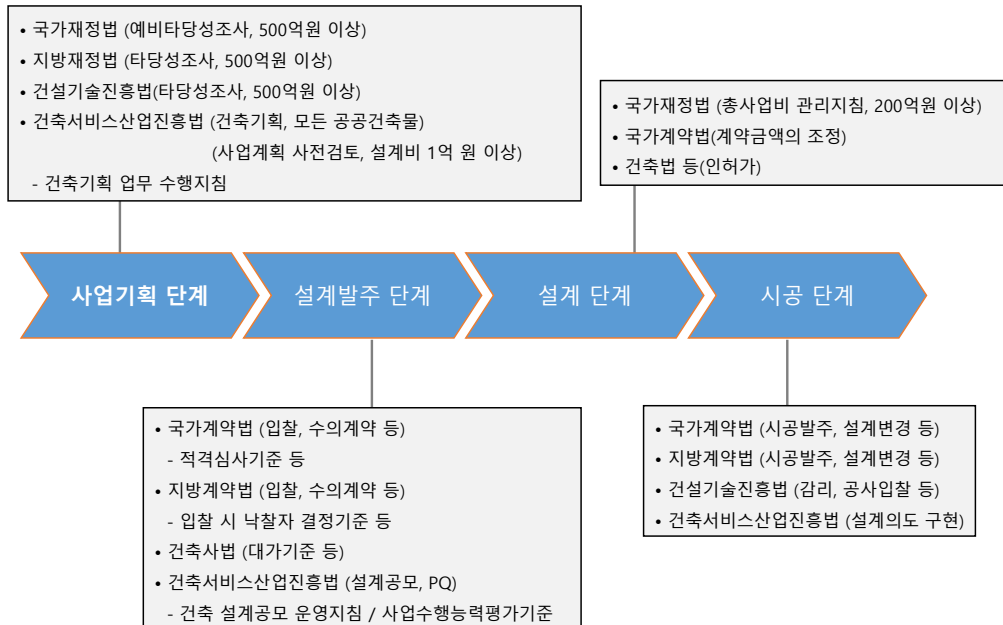 • 국가재정법 (예비타당성조사, 500억원 이상)
• 지방재정법 (타당성조사, 500억원 이상)
• 건설기술진흥법(타당성조사, 500억원 이상)
• 건축서비스산업진흥법 (건축기획, 모든 공공건축물)
(사업계획 사전검토, 설계비 1억 원 이상)
- 건축기획 업무 수행지침
• 국가재정법 (총사업비 관리지침, 200억원 이상)
• 국가계약법(계약금액의 조정)
• 건축법 등(인허가)
사업기획 단계
설계발주 단계
설계 단계
시공 단계
• 국가계약법 (입찰, 수의계약 등)
- 적격심사기준 등
• 지방계약법 (입찰, 수의계약 등)
- 입찰 시 낙찰자 결정기준 등
• 건축사법 (대가기준 등)
• 건축서비스산업진흥법 (설계공모, PQ)
- 건축 설계공모 운영지침 / 사업수행능력평가기준
• 국가계약법 (시공발주, 설계변경 등)
• 지방계약법 (시공발주, 설계변경 등)
• 건설기술진흥법 (감리, 공사입찰 등)
• 건축서비스산업진흥법 (설계의도 구현)